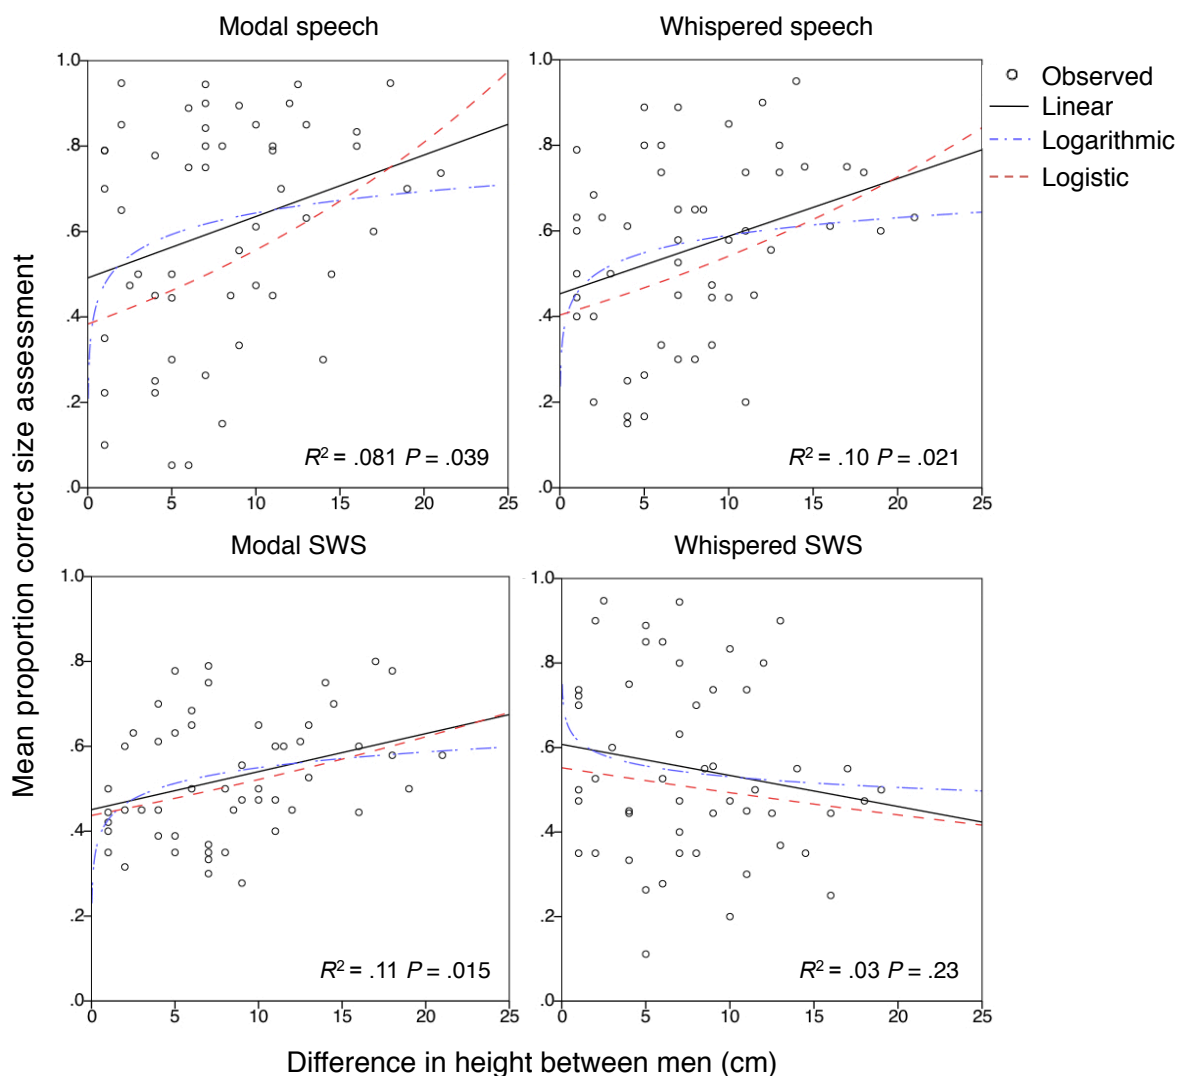 Modal speech
Whispered speech
Observed
Linear
Logarithmic
Logistic
Mean proportion correct size assessment
1.0
.8
.6
.4
.2
.0
0 5 10 15 20 25
R² = .081 P = .039
1.0
.8
.6
.4
.2
.0
0 5 10 15 20 25
R² = .10 P = .021
Modal SWS
Whispered SWS
1.0
.8
.6
.4
.2
.0
0 5 10 15 20 25
R² = .11 P = .015
1.0
.8
.6
.4
.2
.0
0 5 10 15 20 25
R² = .03 P = .23
Difference in height between men (cm)